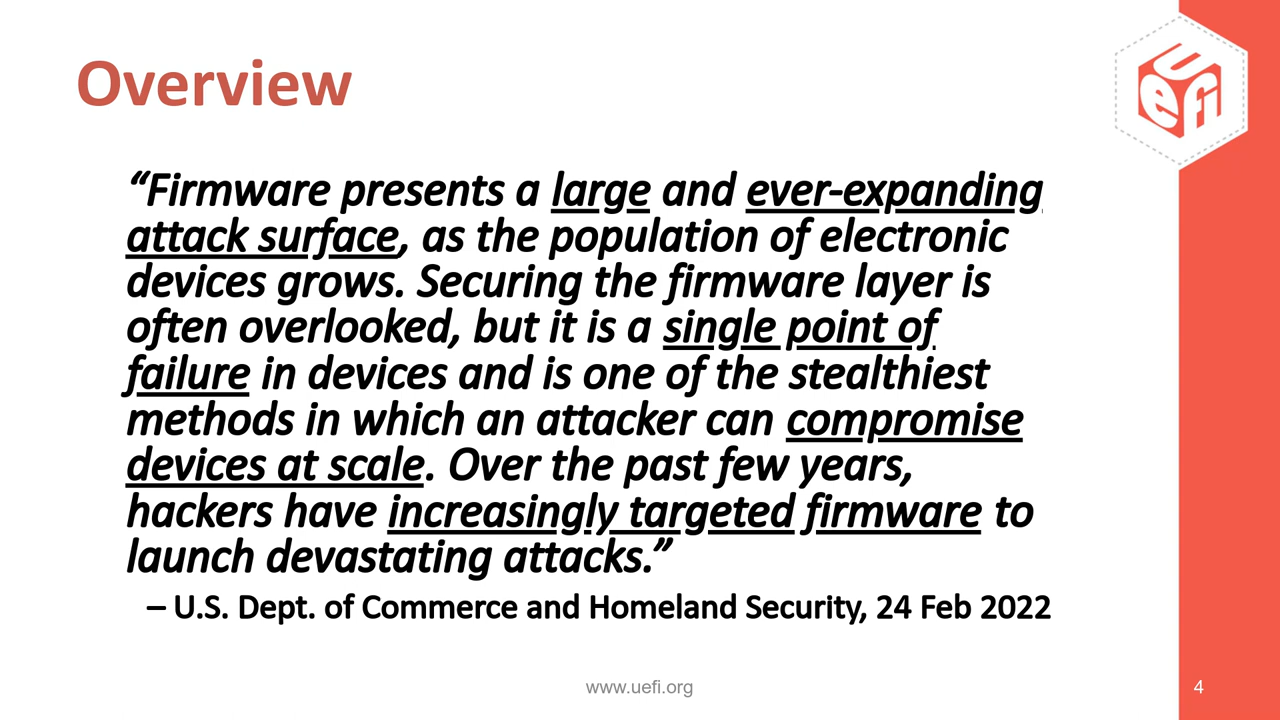 Overview
UEFI
“Firmware presents a large and ever-expanding
attack surface, as the population of electronic
devices grows. Securing the firmware layer is
often overlooked, but it is a single point of
failure in devices and is one of the stealthiest
methods in which an attacker can compromise
devices at scale. Over the past few years,
hackers have increasingly targeted firmware to
launch devastating attacks.”
– U.S. Dept. of Commerce and Homeland Security, 24 Feb 2022
www.uefi.org
4